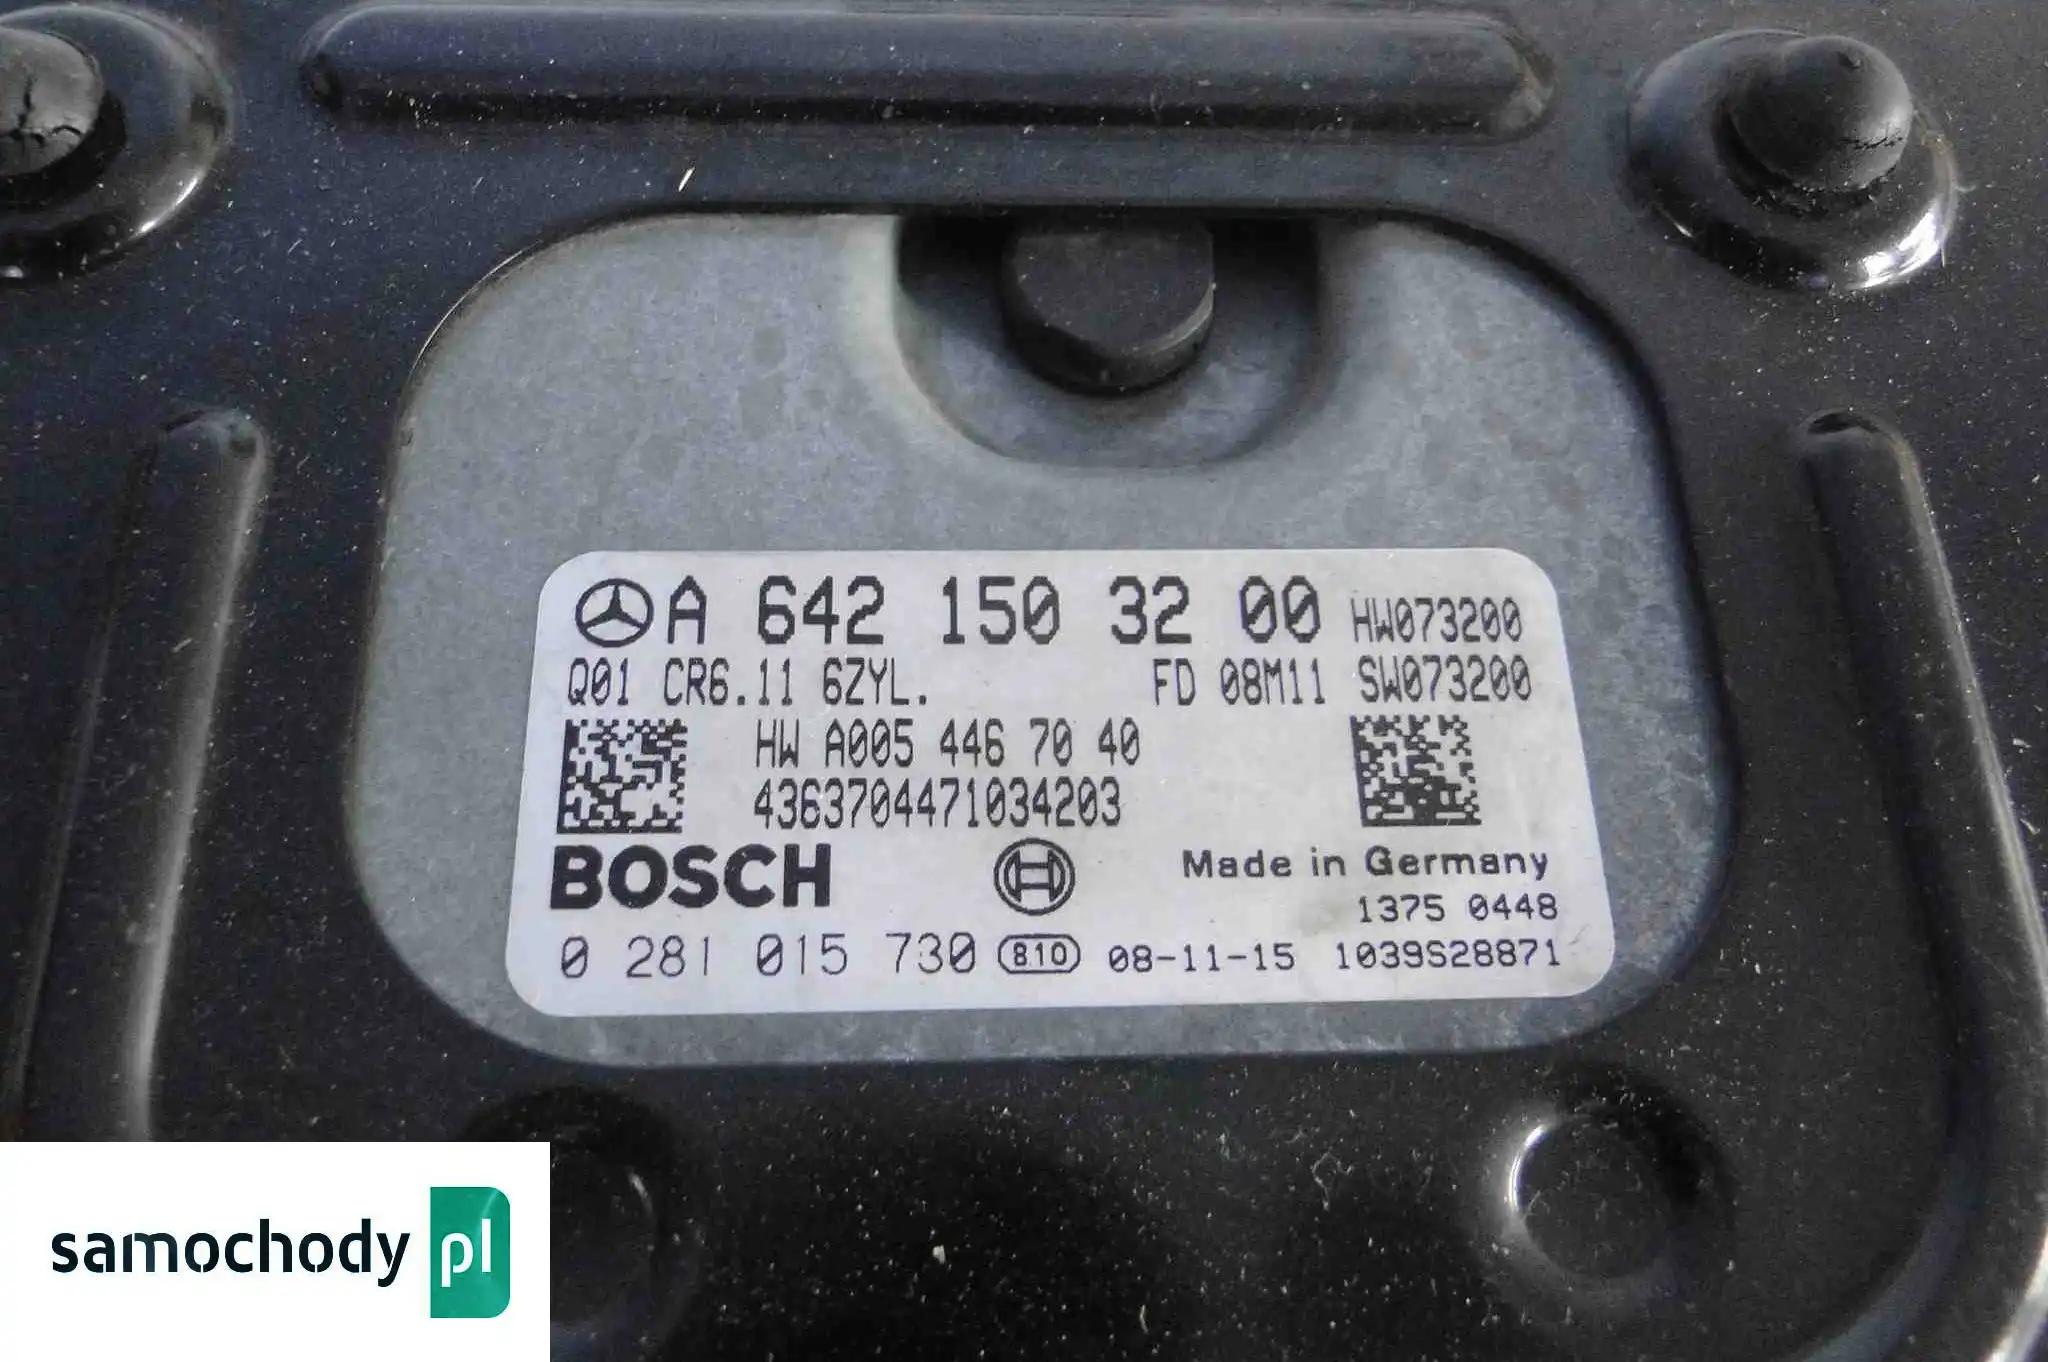 A 642 150 32 00 HW073200
Q01 CR6.11 6ZYL. FD 08M11 SW073200
HW A005 446 70 40
4363704471034203
BOSCH Made in Germany
1375 0448
0 281 015 730 810 08-11-15 1039S28871
samochody pl